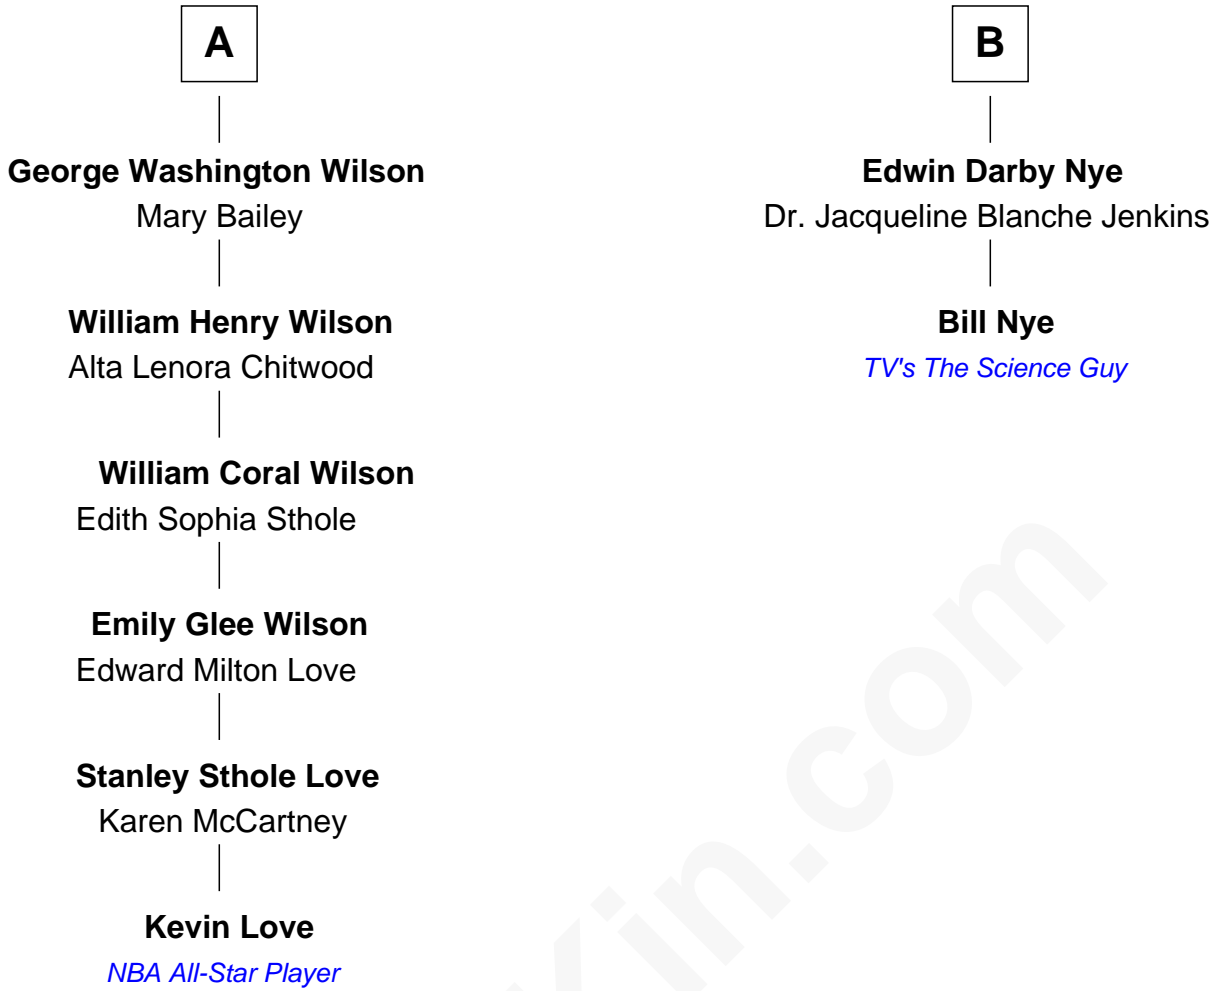 A
George Washington Wilson
Mary Bailey
William Henry Wilson
Alta Lenora Chitwood
William Coral Wilson
Edith Sophia Sthole
Emily Glee Wilson
Edward Milton Love
Stanley Sthole Love
Karen McCartney
Kevin Love
NBA All-Star Player
B
Edwin Darby Nye
Dr. Jacqueline Blanche Jenkins
Bill Nye
TV's The Science Guy
Kin.com